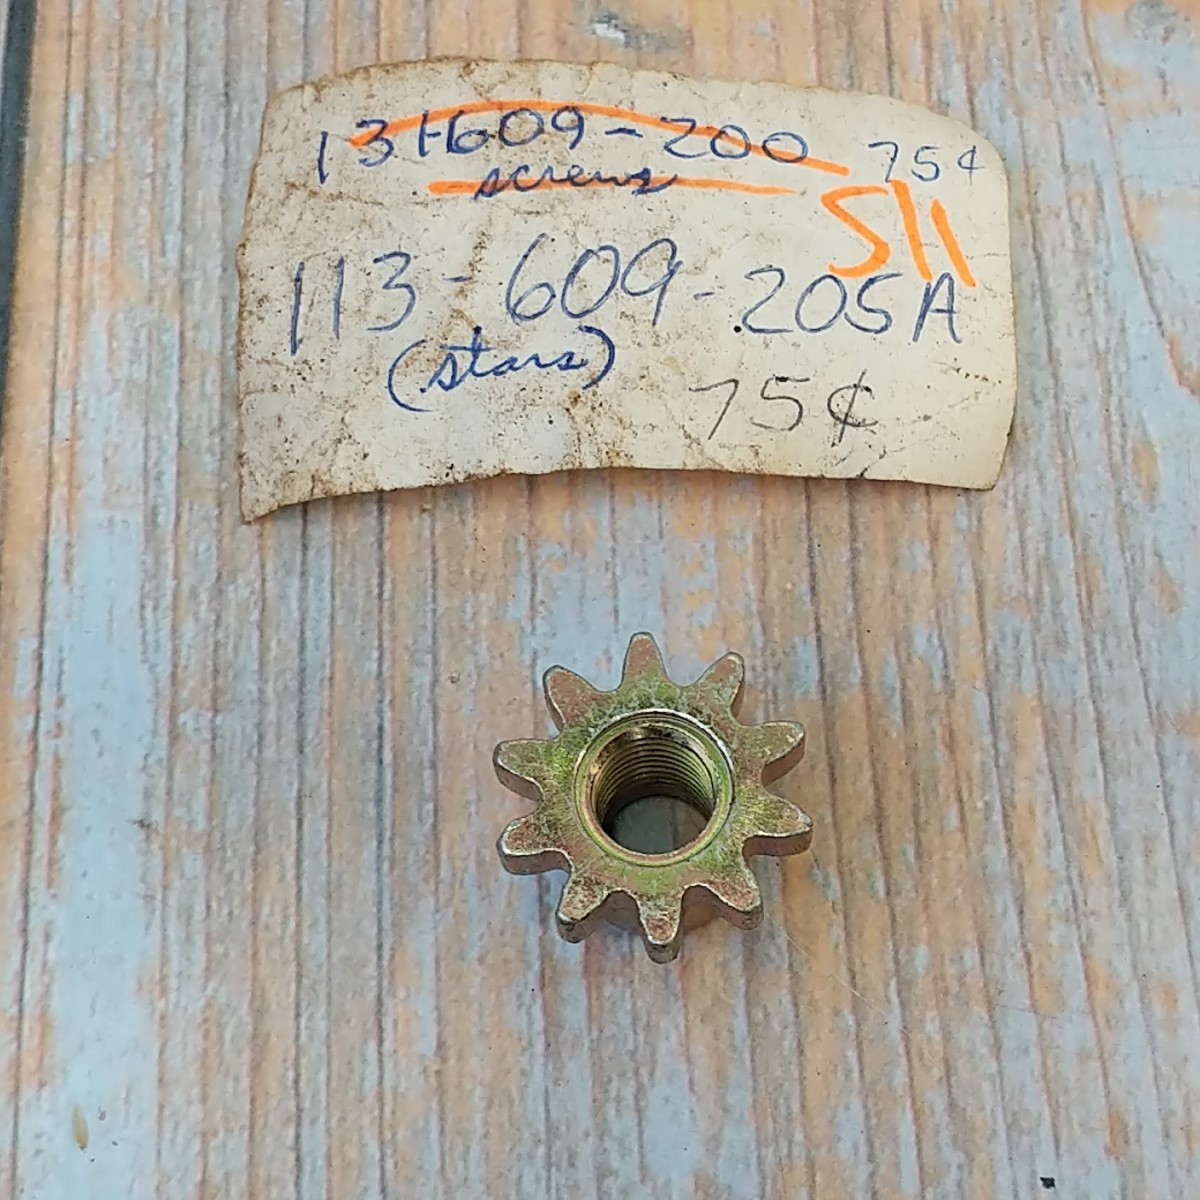 131-609-200 75¢
screws
511
113-609-205A
(stars)
75¢